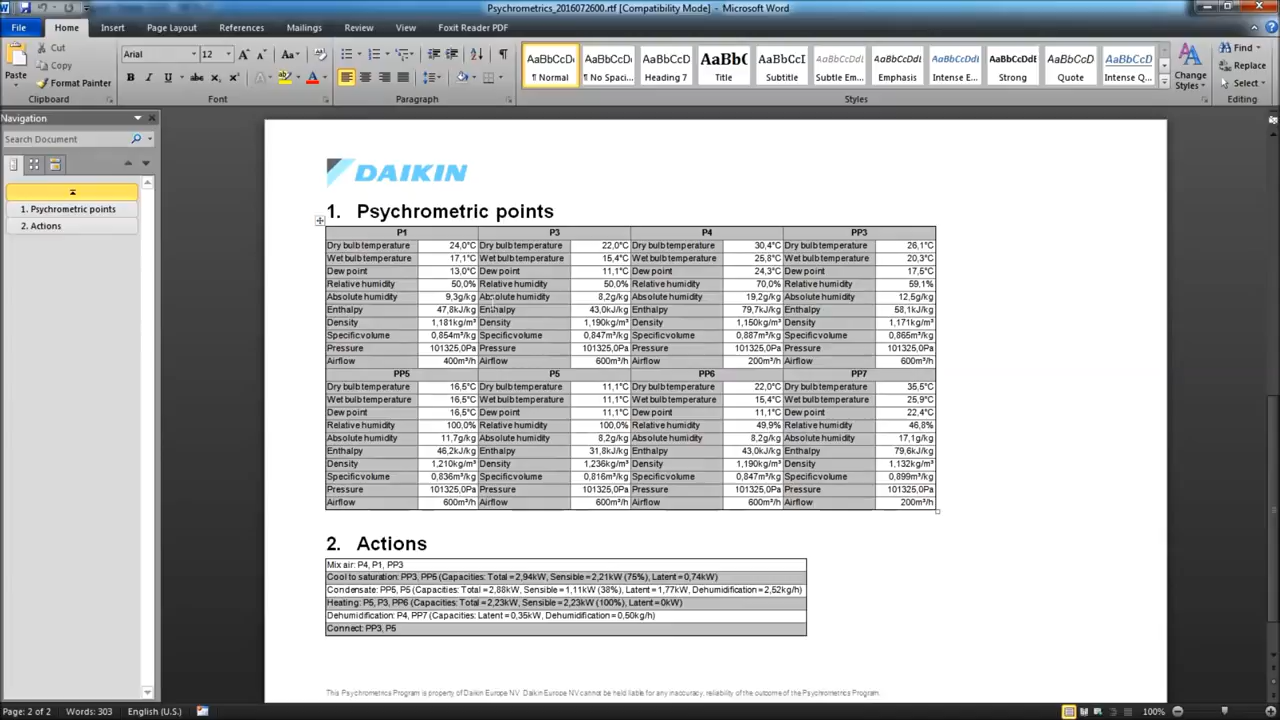 Psychrometrics_2016072600.rtf [Compatibility Mode] - Microsoft Word
File Home Insert Page Layout References Mailings Review View Foxit Reader PDF
Paste Cut Copy Format Painter
Clipboard
Arial 12
Font
Paragraph
AaBbCcDc ¶ Normal
AaBbCcDc ¶ No Spaci...
AaBbCcDd Heading 7
AaBb( Title
AaBbCcI Subtitle
AaBbCcDd Subtle Em...
AaBbCcDd Emphasis
AaBbCcDd Intense E...
AaBbCcDd Strong
AaBbCcD Quote
AaBbCcD Intense Q...
Change Styles
Styles
Find
Replace
Select
Editing
Navigation
Search Document
1. Psychrometric points
2. Actions
DAIKIN
1. Psychrometric points
P1 P3 P4 PP3
Dry bulb temperature 24,0°C Dry bulb temperature 22,0°C Dry bulb temperature 30,4°C Dry bulb temperature 26,1°C
Wet bulb temperature 17,1°C Wet bulb temperature 15,4°C Wet bulb temperature 25,8°C Wet bulb temperature 20,3°C
Dew point 13,0°C Dew point 11,1°C Dew point 24,3°C Dew point 17,5°C
Relative humidity 50,0% Relative humidity 50,0% Relative humidity 70,0% Relative humidity 59,1%
Absolute humidity 9,3g/kg Absolute humidity 8,2g/kg Absolute humidity 19,2g/kg Absolute humidity 12,5g/kg
Enthalpy 47,8kJ/kg Enthalpy 43,0kJ/kg Enthalpy 79,7kJ/kg Enthalpy 58,1kJ/kg
Density 1,181kg/m³ Density 1,190kg/m³ Density 1,150kg/m³ Density 1,171kg/m³
Specific volume 0,854m³/kg Specific volume 0,847m³/kg Specific volume 0,887m³/kg Specific volume 0,865m³/kg
Pressure 101325,0Pa Pressure 101325,0Pa Pressure 101325,0Pa Pressure 101325,0Pa
Airflow 400m³/h Airflow 600m³/h Airflow 200m³/h Airflow 600m³/h
PP5 P5 PP6 PP7
Dry bulb temperature 16,5°C Dry bulb temperature 11,1°C Dry bulb temperature 22,0°C Dry bulb temperature 35,5°C
Wet bulb temperature 16,5°C Wet bulb temperature 11,1°C Wet bulb temperature 15,4°C Wet bulb temperature 25,9°C
Dew point 16,5°C Dew point 11,1°C Dew point 11,1°C Dew point 22,4°C
Relative humidity 100,0% Relative humidity 100,0% Relative humidity 49,9% Relative humidity 46,8%
Absolute humidity 11,7g/kg Absolute humidity 8,2g/kg Absolute humidity 8,2g/kg Absolute humidity 17,1g/kg
Enthalpy 46,2kJ/kg Enthalpy 31,8kJ/kg Enthalpy 43,0kJ/kg Enthalpy 79,6kJ/kg
Density 1,210kg/m³ Density 1,236kg/m³ Density 1,190kg/m³ Density 1,132kg/m³
Specific volume 0,836m³/kg Specific volume 0,816m³/kg Specific volume 0,847m³/kg Specific volume 0,899m³/kg
Pressure 101325,0Pa Pressure 101325,0Pa Pressure 101325,0Pa Pressure 101325,0Pa
Airflow 600m³/h Airflow 600m³/h Airflow 600m³/h Airflow 200m³/h
2. Actions
Mix air: P4, P1, PP3
Cool to saturation: PP3, PP5 (Capacities: Total = 2,94kW, Sensible = 2,21kW (75%), Latent = 0,74kW)
Condensate: PP5, P5 (Capacities: Total = 2,88kW, Sensible = 1,11kW (38%), Latent = 1,77kW, Dehumidification = 2,52kg/h)
Heating: P5, P3, PP6 (Capacities: Total = 2,23kW, Sensible = 2,23kW (100%), Latent = 0kW)
Dehumidification: P4, PP7 (Capacities: Latent = 0,35kW, Dehumidification = 0,50kg/h)
Connect: PP3, P5
This Psychrometrics Program is property of Daikin Europe NV. Daikin Europe NV cannot be held liable for any inaccuracy, reliability of the outcome of the Psychrometrics Program.
Page: 2 of 2 Words: 303 English (U.S.) 100%